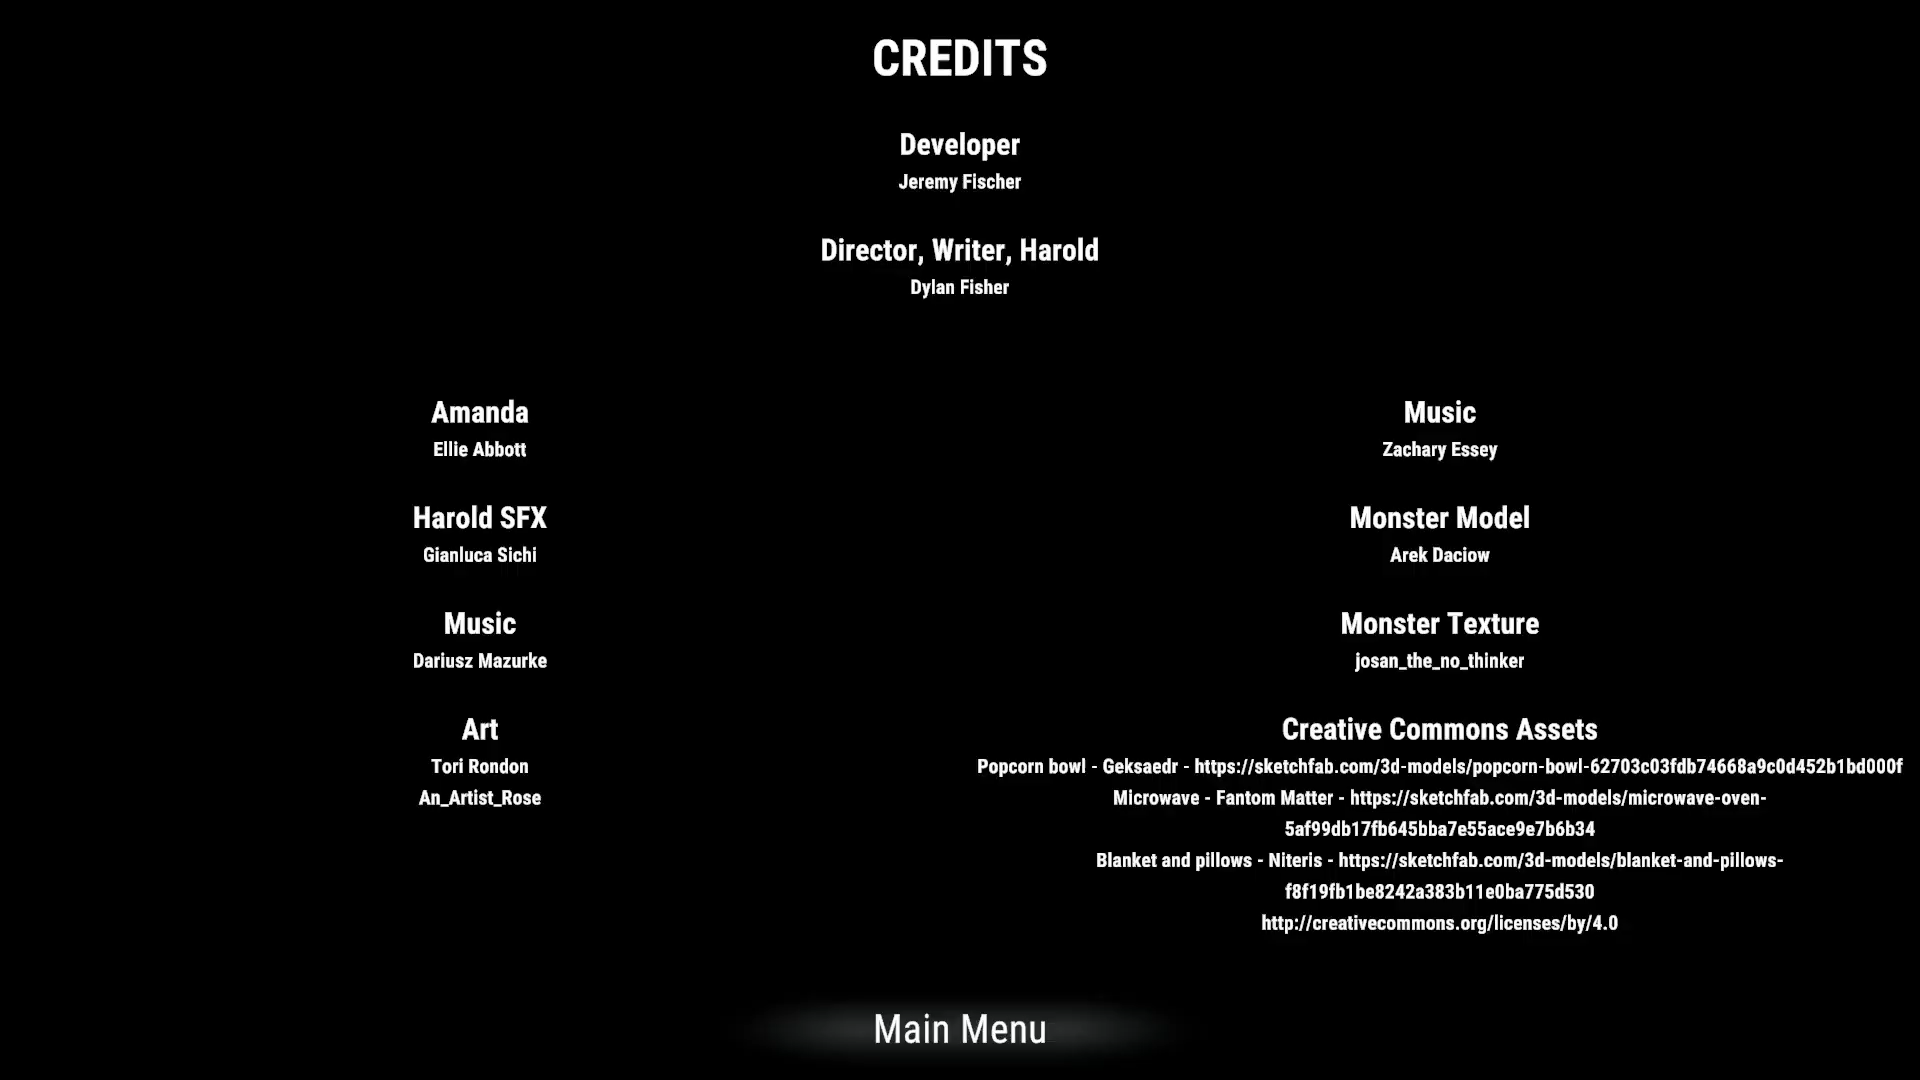 CREDITS
Developer
Jeremy Fischer
Director, Writer, Harold
Dylan Fisher
Amanda
Ellie Abbott
Harold SFX
Gianluca Sichi
Music
Dariusz Mazurke
Art
Tori Rondon
An_Artist_Rose
Music
Zachary Essey
Monster Model
Arek Daciow
Monster Texture
josan_the_no_thinker
Creative Commons Assets
Popcorn bowl - Geksaedr - https://sketchfab.com/3d-models/popcorn-bowl-62703c03fdb74668a9c0d452b1bd000f
Microwave - Fantom Matter - https://sketchfab.com/3d-models/microwave-oven-
5af99db17fb645bba7e55ace9e7b6b34
Blanket and pillows - Niteris - https://sketchfab.com/3d-models/blanket-and-pillows-
f8f19fb1be8242a383b11e0ba775d530
http://creativecommons.org/licenses/by/4.0
Main Menu